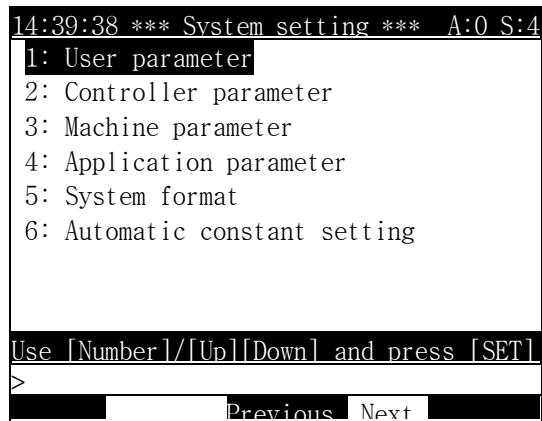 14:39:38 *** System setting *** A:0 S:4
1: User parameter
2: Controller parameter
3: Machine parameter
4: Application parameter
5: System format
6: Automatic constant setting
Use [Number]/[Up][Down] and press [SET]
>
Previous Next